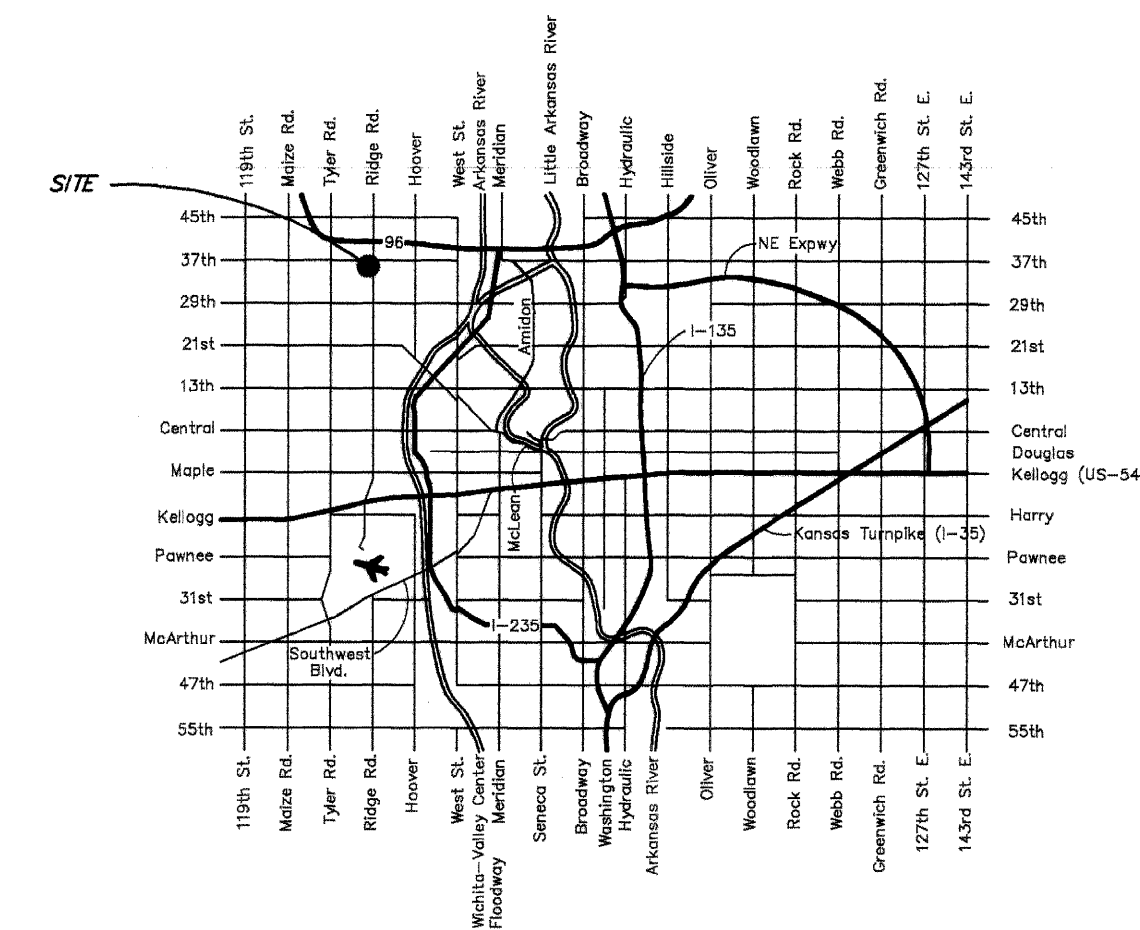 119th St.
Maize Rd.
Tyler Rd.
Ridge Rd.
Hoover
West St.
Arkansas River
Meridian
Little Arkansas River
Broadway
Hydraulic
Hillside
Oliver
Woodlawn
Rock Rd.
Webb Rd.
Greenwich Rd.
127th St. E.
143rd St. E.
SITE
45th
45th
96
NE Expwy
37th
37th
29th
29th
Amidon
I-135
21st
21st
13th
13th
Central
Central
Douglas
Maple
Kellogg (US-54
McLean
Kellogg
Harry
Kansas Turnpike (I-35)
Pawnee
Pawnee
31st
31st
I-235
McArthur
McArthur
Southwest
Blvd.
47th
47th
55th
55th
119th St.
Maize Rd.
Tyler Rd.
Ridge Rd.
Hoover
West St.
Wichita-Valley Center
Floodway
Meridian
Seneca St.
Broadway
Washington
Hydraulic
Arkansas River
Oliver
Woodlawn
Rock Rd.
Webb Rd.
Greenwich Rd.
127th St. E.
143rd St. E.